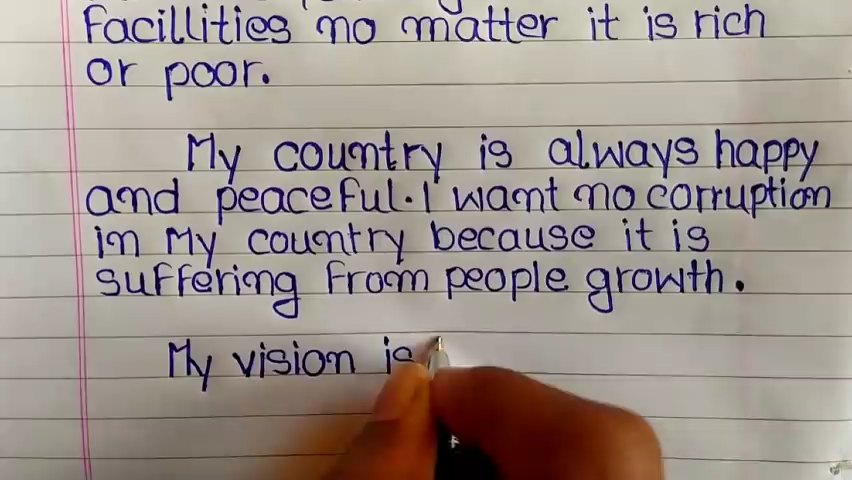 Facillities no matter it is rich
or poor.
My country is always happy
and peaceful. I want no corruption
in My country because it is
suffering from people growth.
My vision is